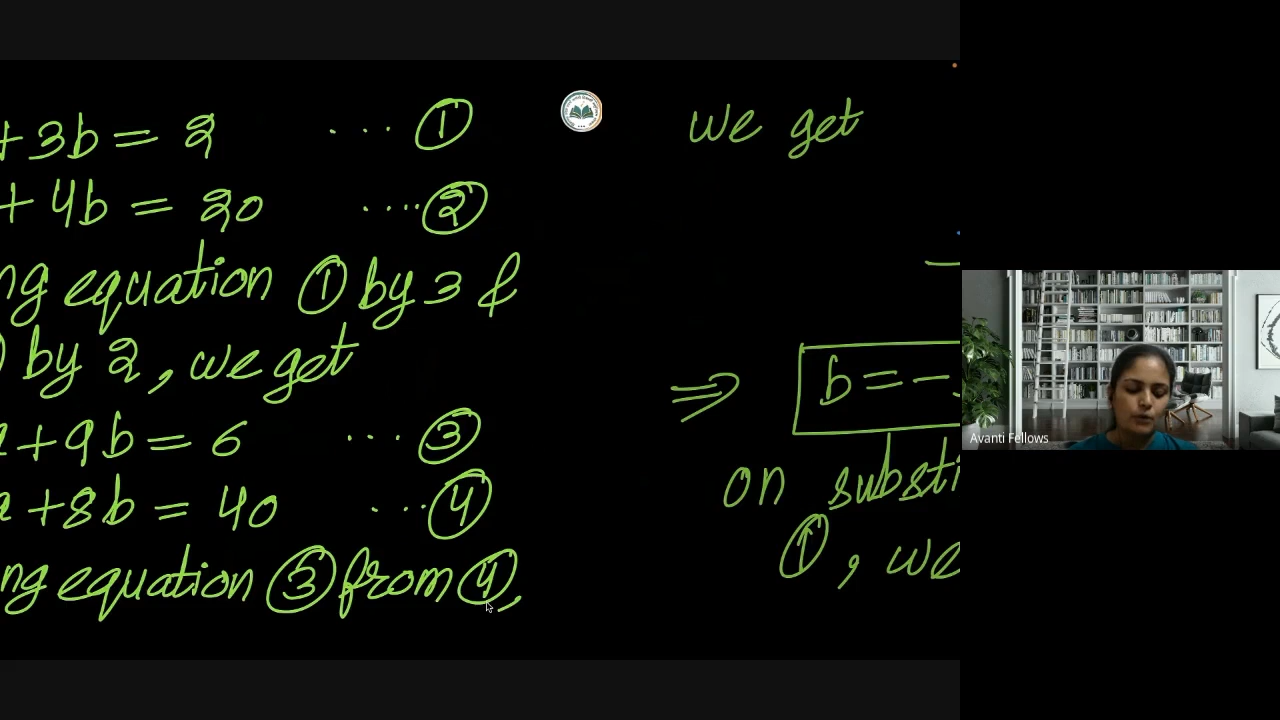 + 3b = 2 ... ①
+ 4b = 20 .... ②
ng equation ① by 3 &
) by 2, we get
+ 9b = 6 ... ③
+ 8b = 40 ... ④
ng equation ③ from ④,
we get
⇒ b = -
on substi
①, we
Avanti Fellows